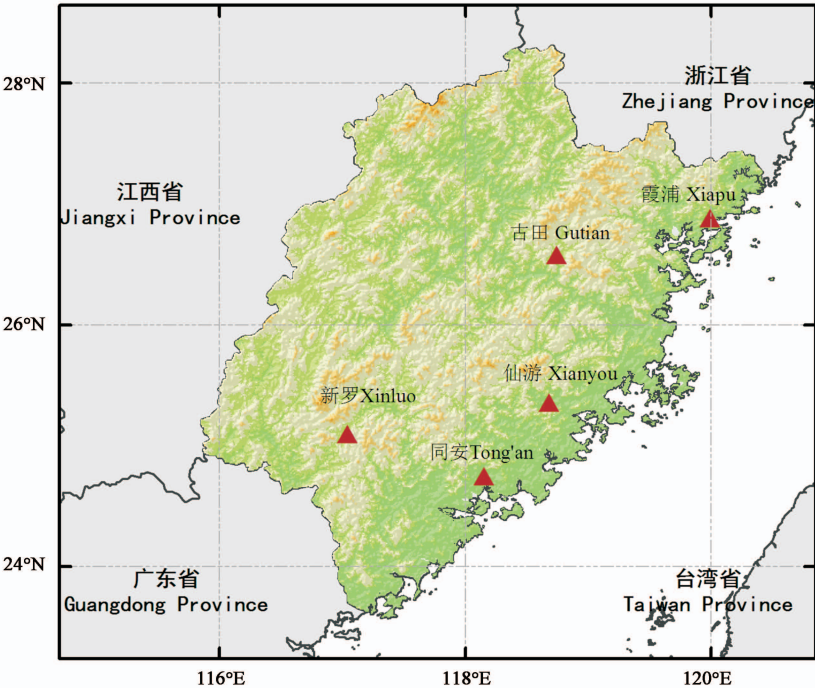 28°N
浙江省
Zhejiang Province
霞浦 Xiapu
江西省
Jiangxi Province
古田 Gutian
26°N
仙游 Xianyou
新罗Xinluo
同安Tong'an
24°N
广东省
Guangdong Province
台湾省
Taiwan Province
116°E
118°E
120°E